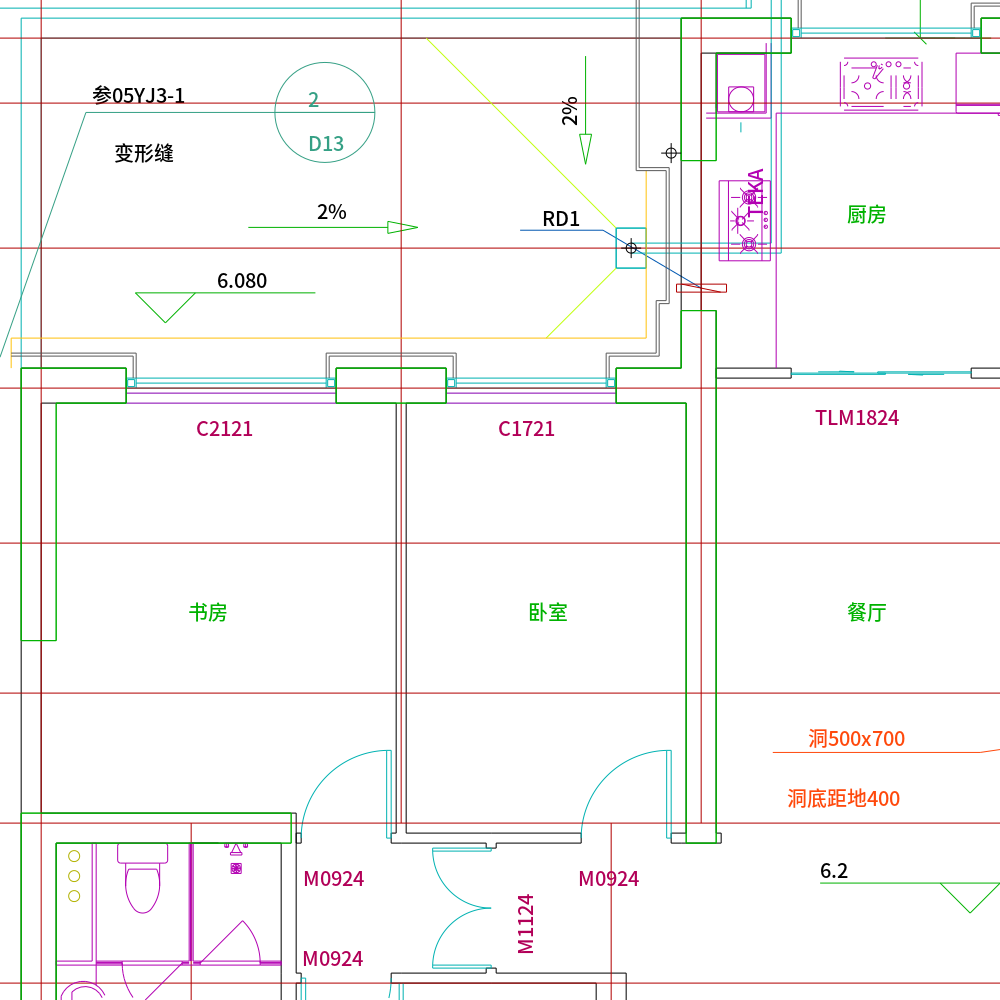 参05YJ3-1
2
D13
变形缝
2%
2%
RD1
6.080
TEKA
厨房
C2121
C1721
TLM1824
书房
卧室
餐厅
洞500x700
洞底距地400
M0924
M0924
6.2
M1124
M0924